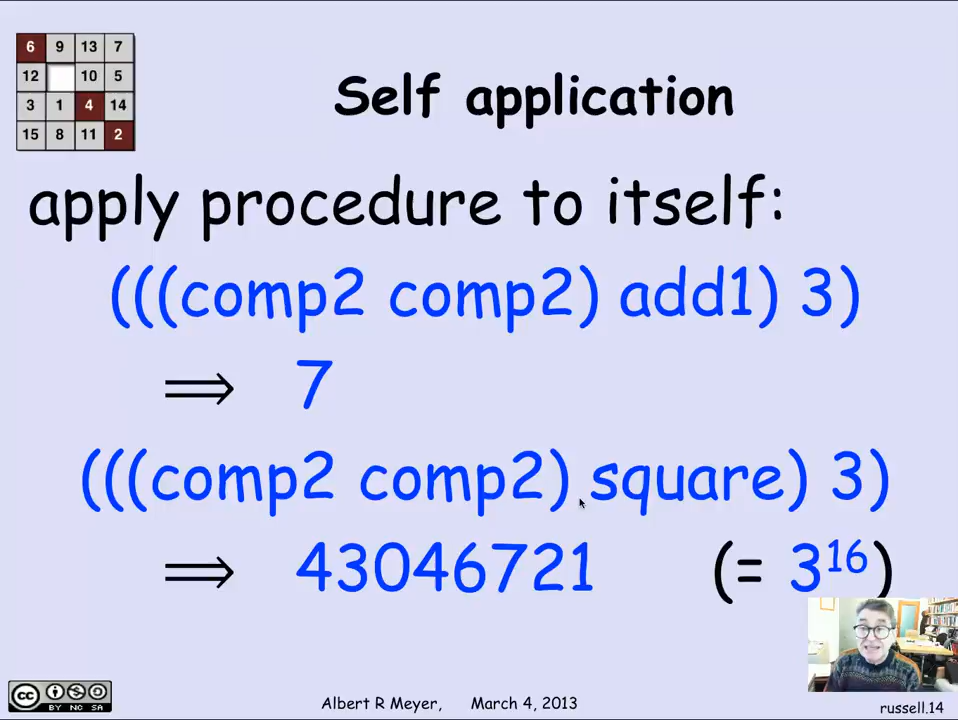 6 9 13 7
12 10 5
3 1 4 14
15 8 11 2
Self application
apply procedure to itself:
(((comp2 comp2) add1) 3)
⟹ 7
(((comp2 comp2) square) 3)
⟹ 43046721 (= 3¹⁶)
cc BY NC SA
Albert R Meyer, March 4, 2013
russell.14